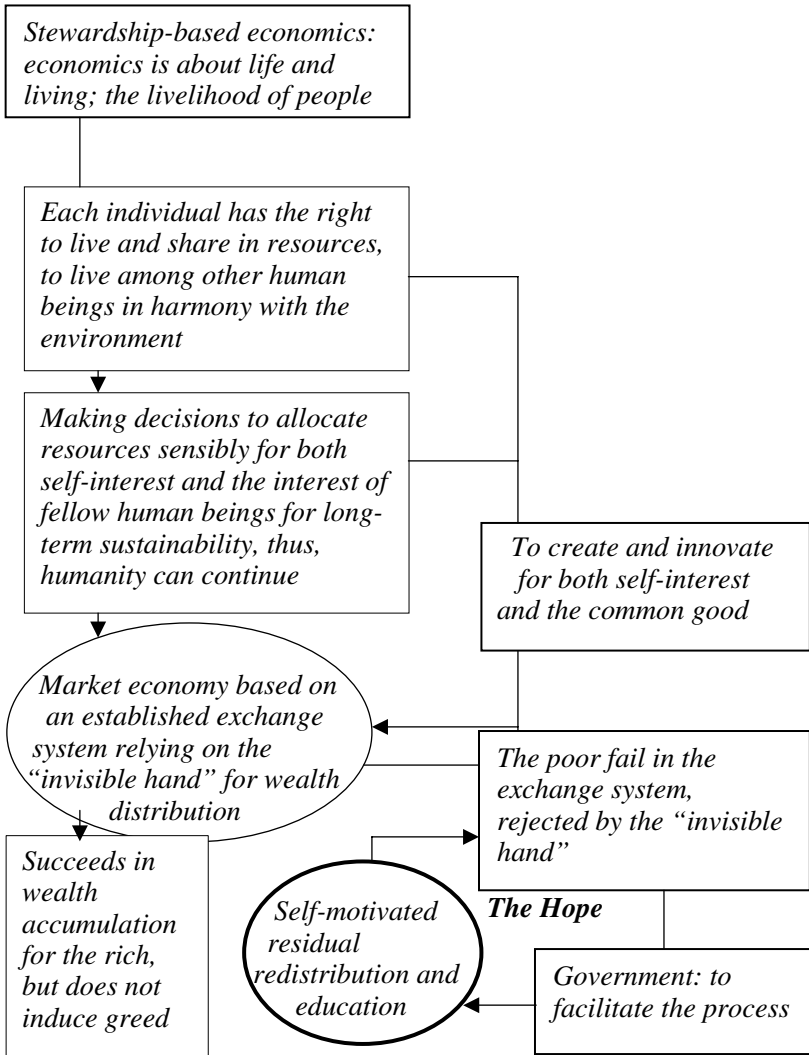 Stewardship-based economics:
economics is about life and
living; the livelihood of people
Each individual has the right
to live and share in resources,
to live among other human
beings in harmony with the
environment
Making decisions to allocate
resources sensibly for both
self-interest and the interest of
fellow human beings for long-
term sustainability, thus,
humanity can continue
To create and innovate
for both self-interest
and the common good
Market economy based on
an established exchange
system relying on the
“invisible hand” for wealth
distribution
The poor fail in the
exchange system,
rejected by the “invisible
hand”
Succeeds in
wealth
accumulation
for the rich,
but does not
induce greed
The Hope
Self-motivated
residual
redistribution and
education
Government: to
facilitate the process